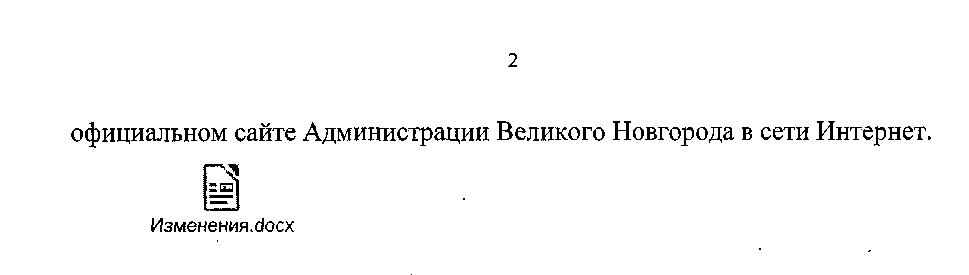 2
официальном сайте Администрации Великого Новгорода в сети Интернет.
Изменения.docx